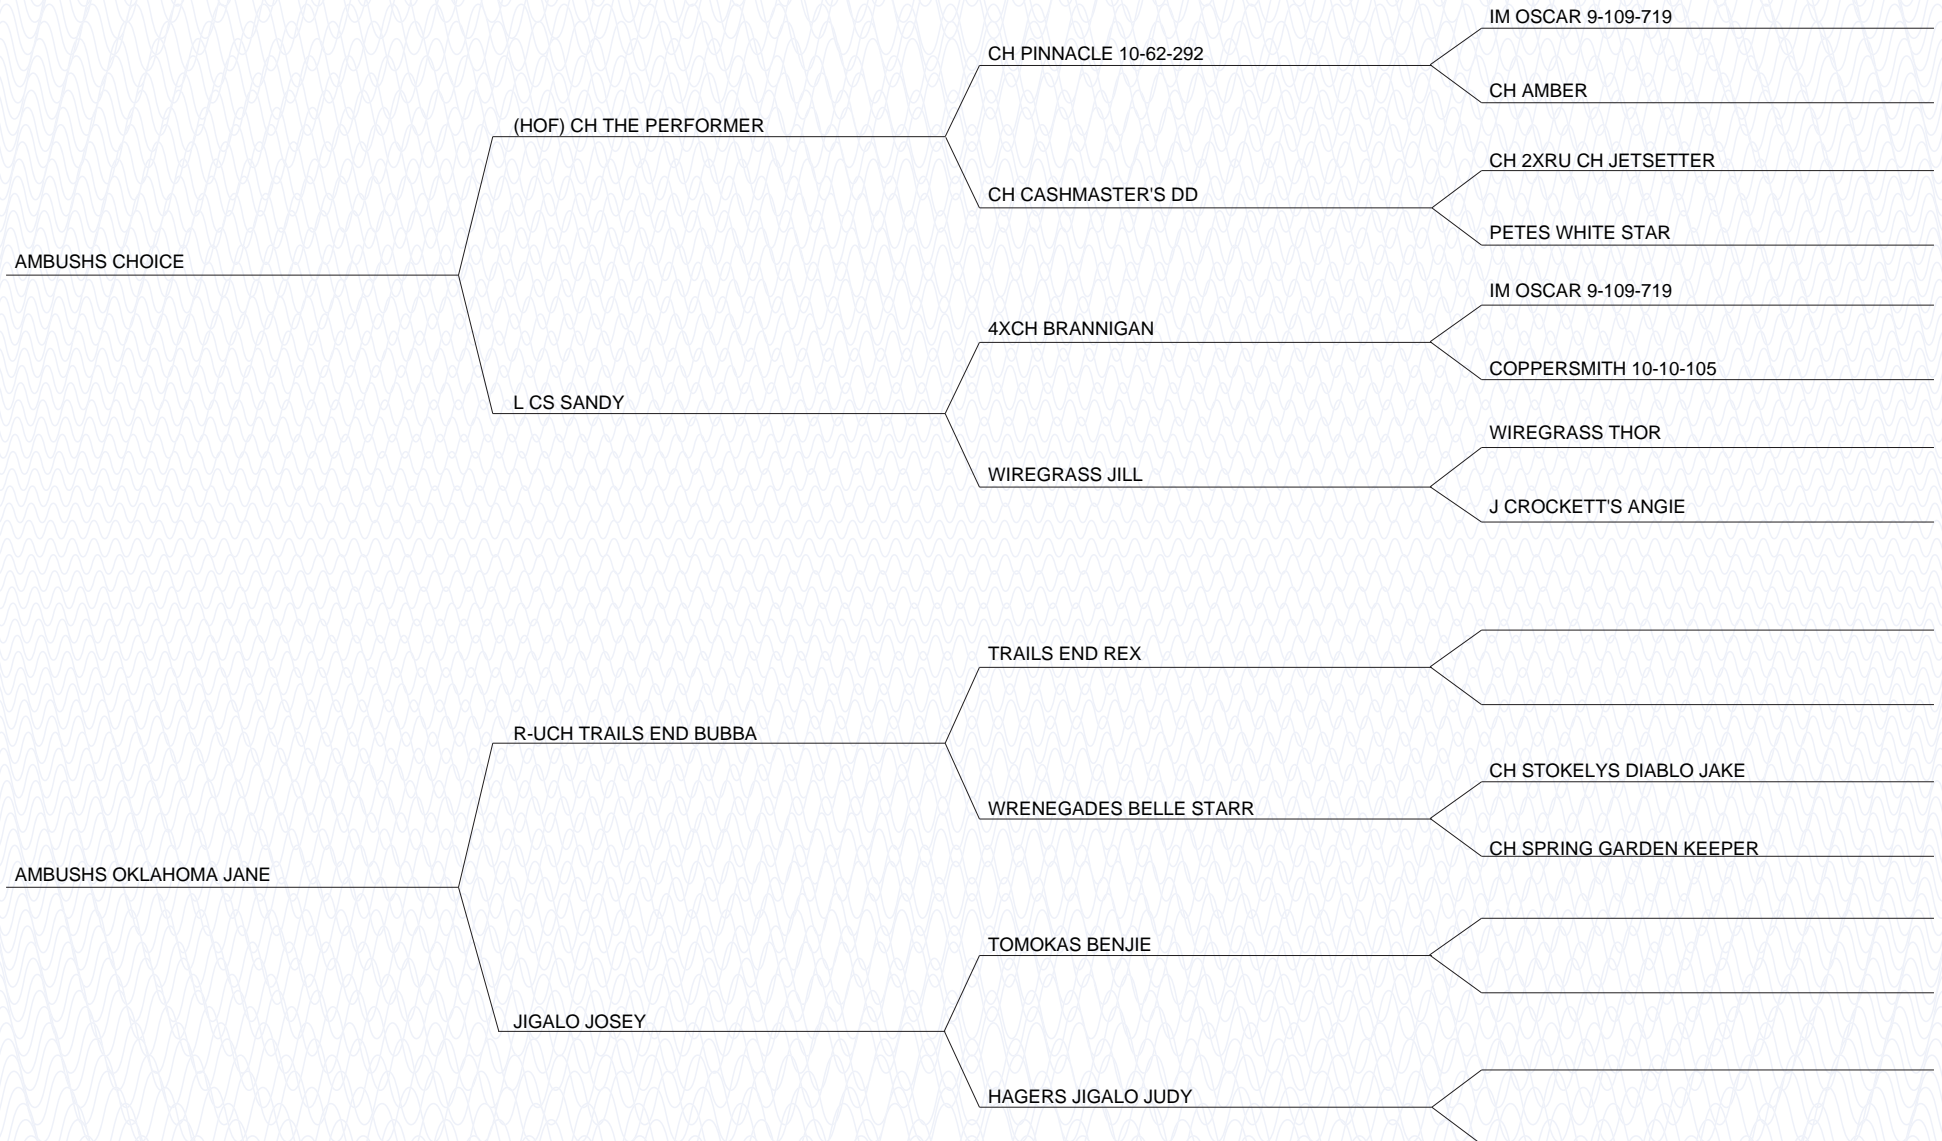 IM OSCAR 9-109-719
CH PINNACLE 10-62-292
CH AMBER
(HOF) CH THE PERFORMER
CH 2XRU CH JETSETTER
CH CASHMASTER'S DD
PETES WHITE STAR
AMBUSHS CHOICE
IM OSCAR 9-109-719
4XCH BRANNIGAN
COPPERSMITH 10-10-105
L CS SANDY
WIREGRASS THOR
WIREGRASS JILL
J CROCKETT'S ANGIE
TRAILS END REX
R-UCH TRAILS END BUBBA
CH STOKELYS DIABLO JAKE
WRENEGADES BELLE STARR
CH SPRING GARDEN KEEPER
AMBUSHS OKLAHOMA JANE
TOMOKAS BENJIE
JIGALO JOSEY
HAGERS JIGALO JUDY